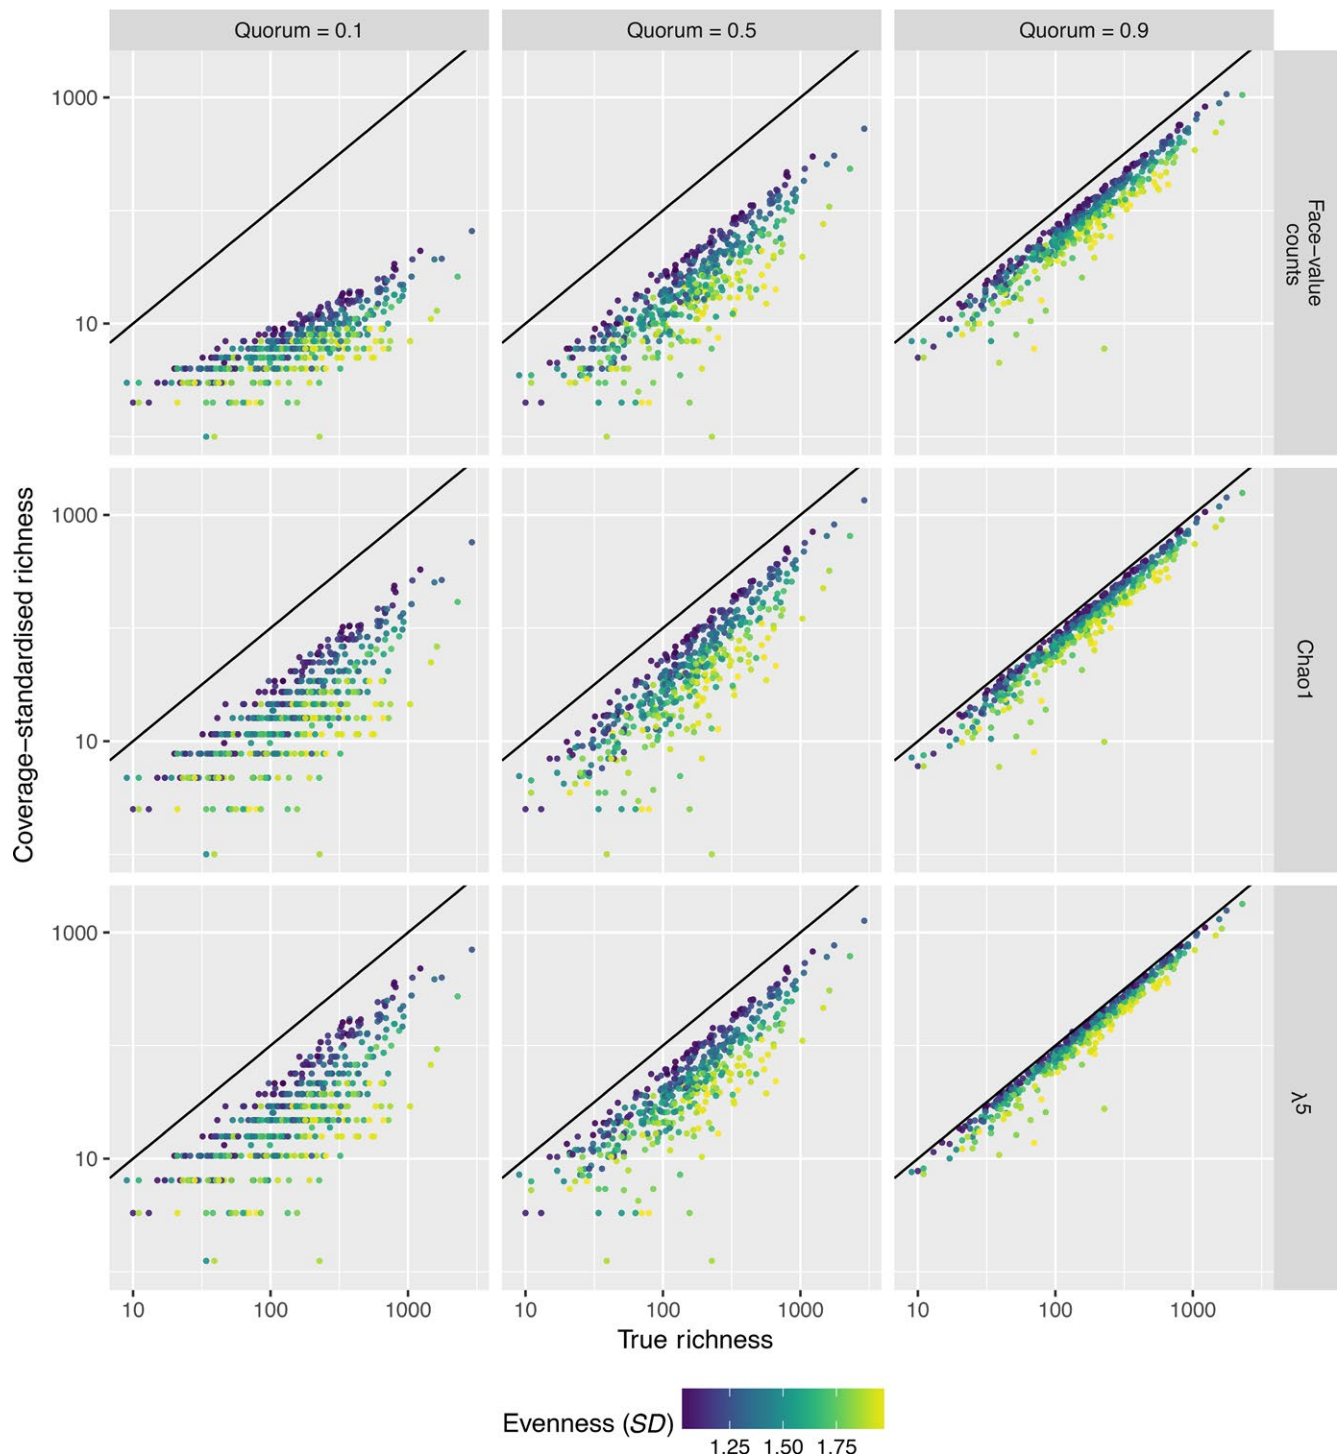 Quorum = 0.1
Quorum = 0.5
Quorum = 0.9
1000
10
Face−value
counts
1000
10
Chao1
1000
10
λ5
Coverage−standardised richness
10
100
1000
10
100
1000
10
100
1000
True richness
Evenness (SD)
1.25
1.50
1.75